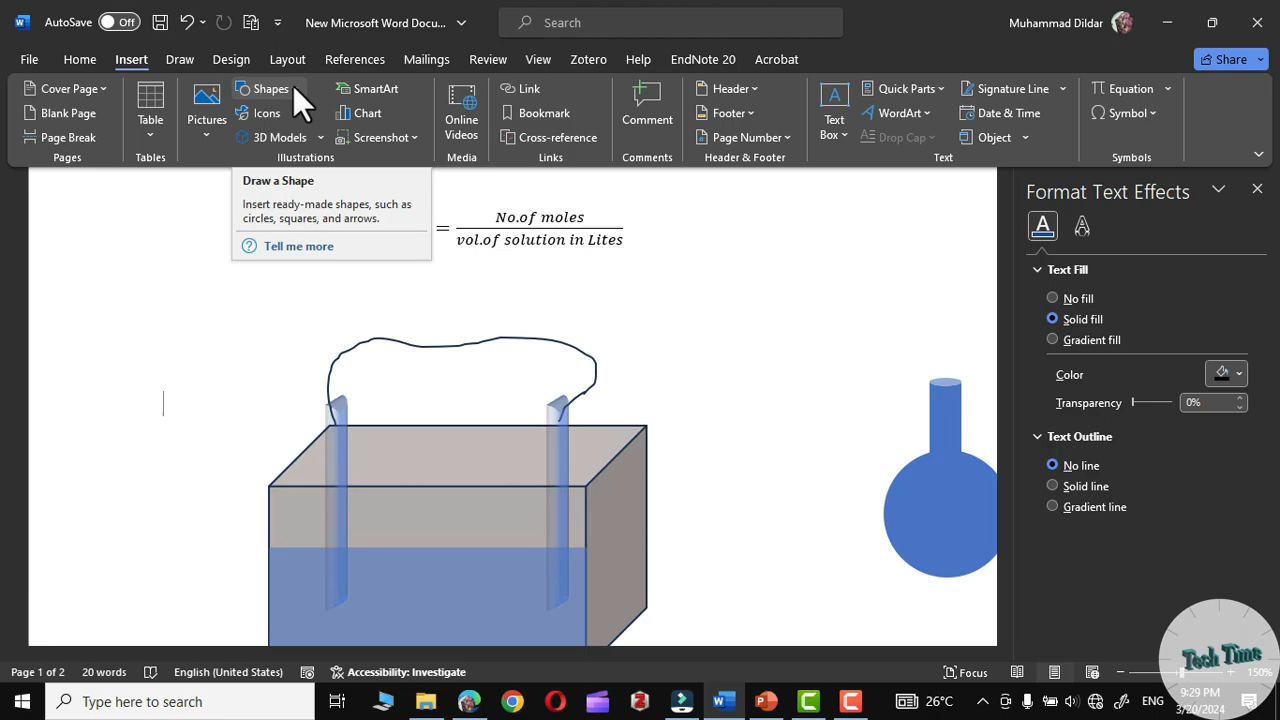 AutoSave Off
New Microsoft Word Docu...
Search
Muhammad Dildar
File Home Insert Draw Design Layout References Mailings Review View Zotero Help EndNote 20 Acrobat
Share
Cover Page
Blank Page
Page Break
Pages
Table
Tables
Pictures
Shapes
Icons
3D Models
SmartArt
Chart
Screenshot
Illustrations
Online Videos
Media
Link
Bookmark
Cross-reference
Links
Comment
Comments
Header
Footer
Page Number
Header & Footer
Text Box
Quick Parts
WordArt
Drop Cap
Signature Line
Date & Time
Object
Text
Equation
Symbol
Symbols
Draw a Shape
Insert ready-made shapes, such as
circles, squares, and arrows.
Tell me more
= No.of moles
vol.of solution in Lites
Format Text Effects
Text Fill
No fill
Solid fill
Gradient fill
Color
Transparency 0%
Text Outline
No line
Solid line
Gradient line
Tech Time
Page 1 of 2 20 words English (United States) Accessibility: Investigate Focus 150%
Type here to search
26°C
ENG
9:29 PM
3/20/2024